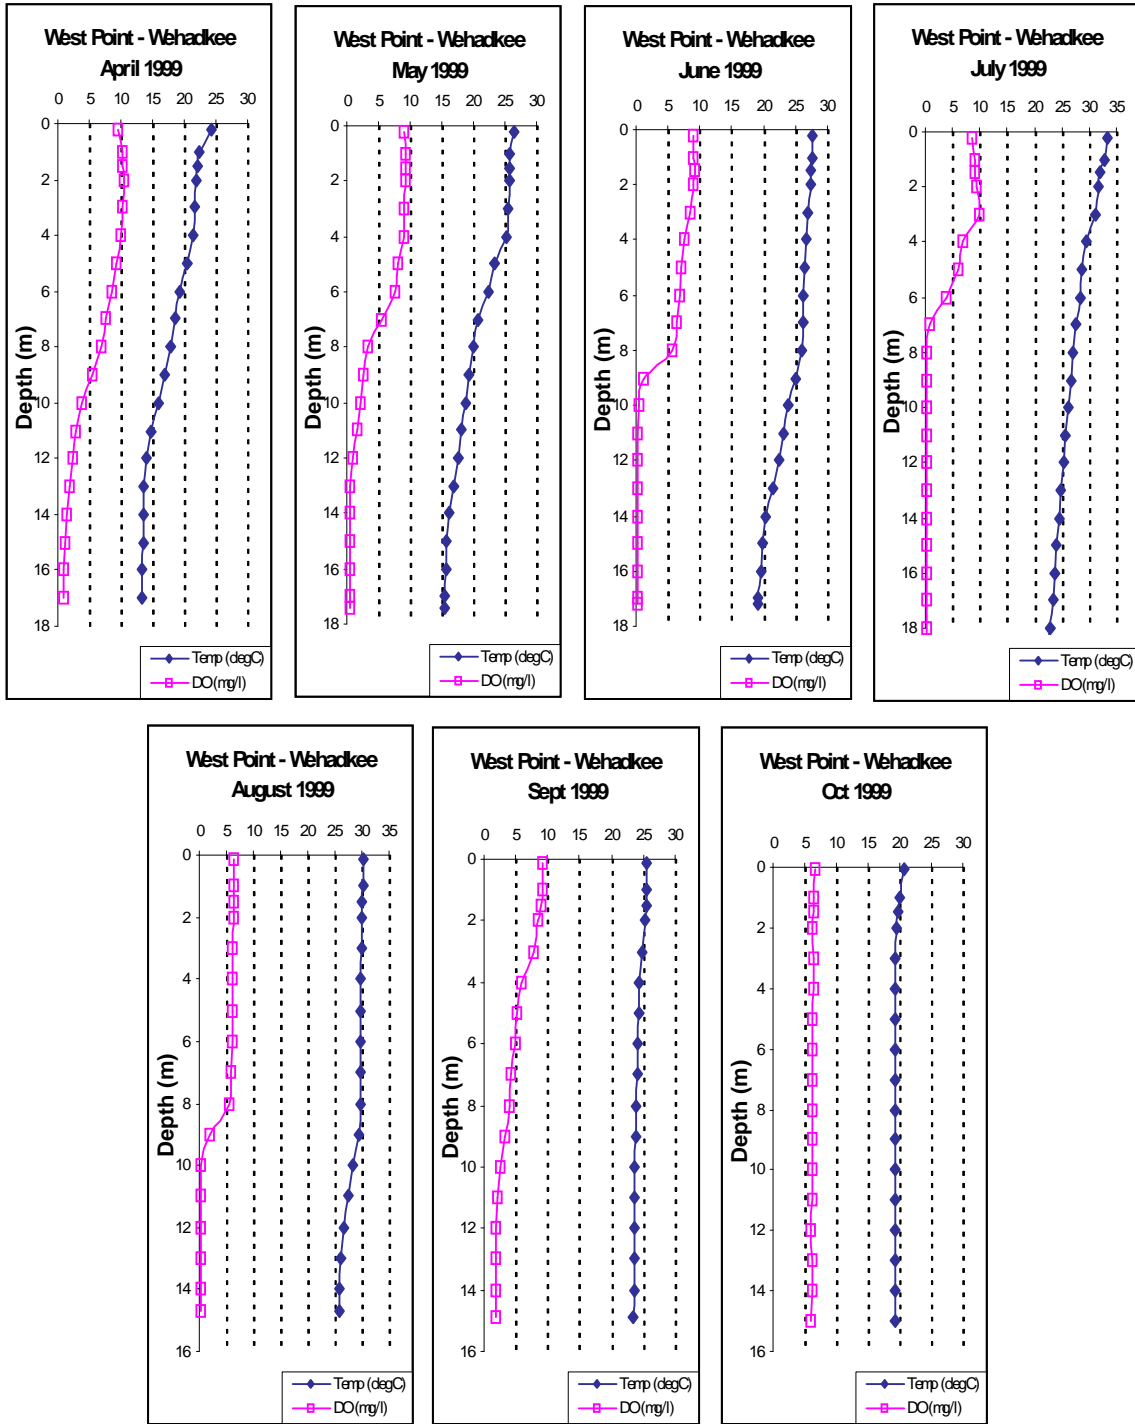 West Point - Wehadkee
April 1999
0 5 10 15 20 25 30
0
2
4
6
8
10
12
14
16
18
Depth (m)
Temp (degC)
DO (mg/l)
West Point - Wehadkee
May 1999
0 5 10 15 20 25 30
0
2
4
6
8
10
12
14
16
18
Depth (m)
Temp (degC)
DO (mg/l)
West Point - Wehadkee
June 1999
0 5 10 15 20 25 30
0
2
4
6
8
10
12
14
16
18
Depth (m)
Temp (degC)
DO (mg/l)
West Point - Wehadkee
July 1999
0 5 10 15 20 25 30 35
0
2
4
6
8
10
12
14
16
18
Depth (m)
Temp (degC)
DO (mg/l)
West Point - Wehadkee
August 1999
0 5 10 15 20 25 30 35
0
2
4
6
8
10
12
14
16
Depth (m)
Temp (degC)
DO (mg/l)
West Point - Wehadkee
Sept 1999
0 5 10 15 20 25 30
0
2
4
6
8
10
12
14
16
Depth (m)
Temp (degC)
DO (mg/l)
West Point - Wehadkee
Oct 1999
0 5 10 15 20 25 30
0
2
4
6
8
10
12
14
16
Depth (m)
Temp (degC)
DO (mg/l)